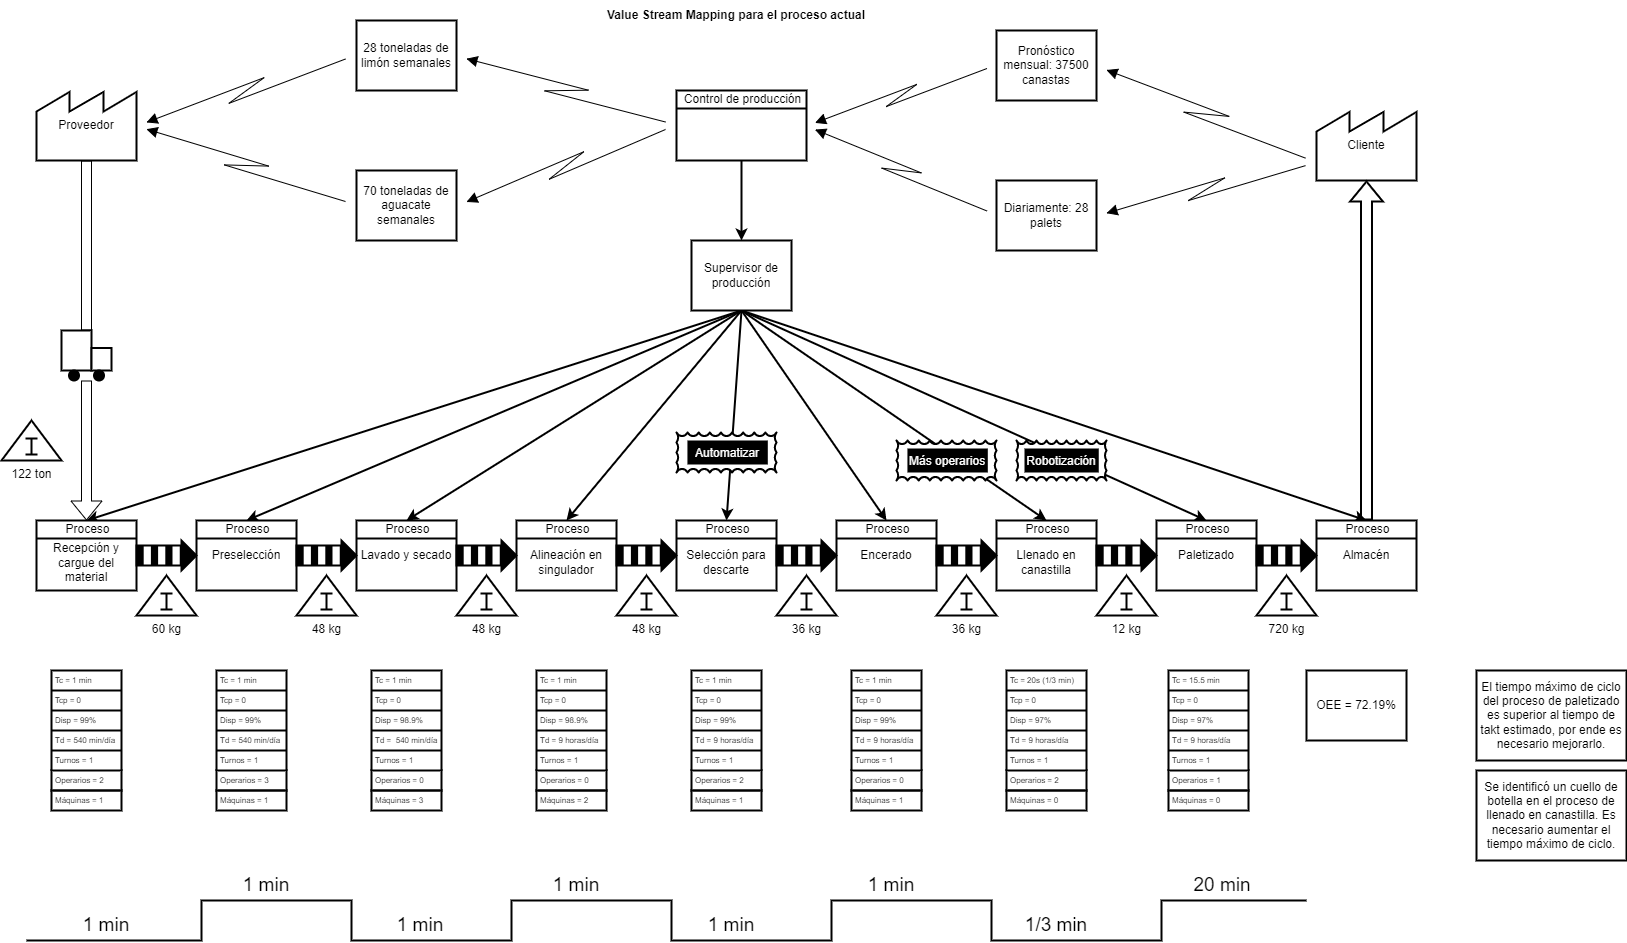 Value Stream Mapping para el proceso actual
28 toneladas de
limón semanales
Pronóstico
mensual: 37500
canastas
Control de producción
Proveedor
Cliente
70 toneladas de
aguacate
semanales
Diariamente: 28
palets
Supervisor de
producción
Automatizar
Más operarios
Robotización
I
122 ton
Proceso
Recepción y
cargue del
material
Proceso
Preselección
Proceso
Lavado y secado
Proceso
Alineación en
singulador
Proceso
Selección para
descarte
Proceso
Encerado
Proceso
Llenado en
canastilla
Proceso
Paletizado
Proceso
Almacén
I
60 kg
I
48 kg
I
48 kg
I
48 kg
I
36 kg
I
36 kg
I
12 kg
I
720 kg
Tc = 1 min
Tcp = 0
Disp = 99%
Td = 540 min/día
Turnos = 1
Operarios = 2
Máquinas = 1
Tc = 1 min
Tcp = 0
Disp = 99%
Td = 540 min/día
Turnos = 1
Operarios = 3
Máquinas = 1
Tc = 1 min
Tcp = 0
Disp = 98.9%
Td = 540 min/día
Turnos = 1
Operarios = 0
Máquinas = 3
Tc = 1 min
Tcp = 0
Disp = 98.9%
Td = 9 horas/día
Turnos = 1
Operarios = 0
Máquinas = 2
Tc = 1 min
Tcp = 0
Disp = 99%
Td = 9 horas/día
Turnos = 1
Operarios = 2
Máquinas = 1
Tc = 1 min
Tcp = 0
Disp = 99%
Td = 9 horas/día
Turnos = 1
Operarios = 0
Máquinas = 1
Tc = 20s (1/3 min)
Tcp = 0
Disp = 97%
Td = 9 horas/día
Turnos = 1
Operarios = 2
Máquinas = 0
Tc = 15.5 min
Tcp = 0
Disp = 97%
Td = 9 horas/día
Turnos = 1
Operarios = 1
Máquinas = 0
OEE = 72.19%
El tiempo máximo de ciclo
del proceso de paletizado
es superior al tiempo de
takt estimado, por ende es
necesario mejorarlo.
Se identificó un cuello de
botella en el proceso de
llenado en canastilla. Es
necesario aumentar el
tiempo máximo de ciclo.
1 min
1 min
1 min
1 min
1 min
1 min
1/3 min
20 min